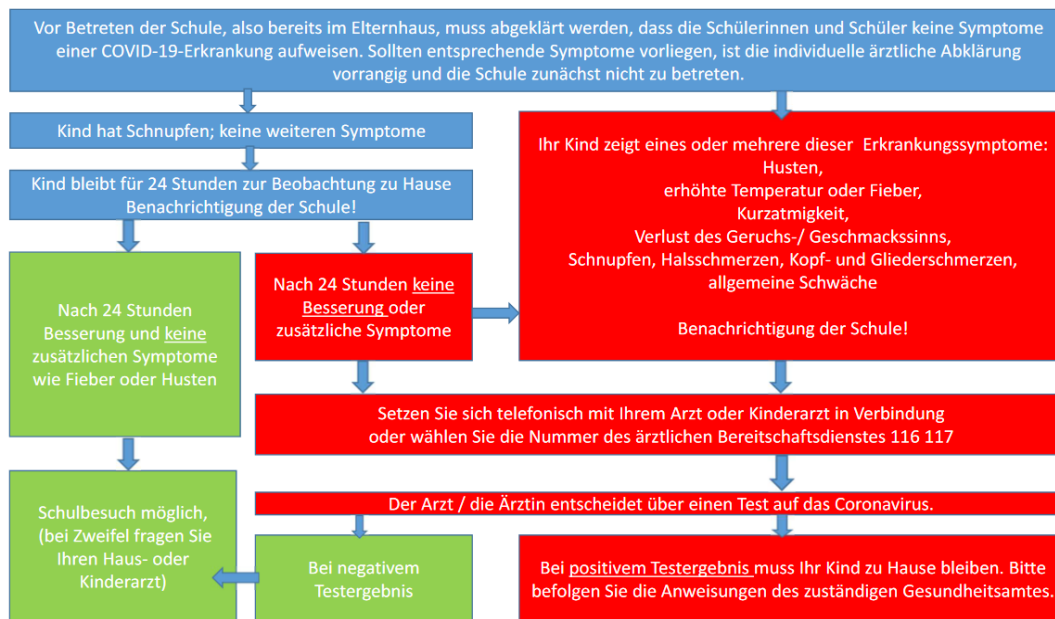 Vor Betreten der Schule, also bereits im Elternhaus, muss abgeklärt werden, dass die Schülerinnen und Schüler keine Symptome
einer COVID-19-Erkrankung aufweisen. Sollten entsprechende Symptome vorliegen, ist die individuelle ärztliche Abklärung
vorrangig und die Schule zunächst nicht zu betreten.
Kind hat Schnupfen; keine weiteren Symptome
Kind bleibt für 24 Stunden zur Beobachtung zu Hause
Benachrichtigung der Schule!
Ihr Kind zeigt eines oder mehrere dieser Erkrankungssymptome:
Husten,
erhöhte Temperatur oder Fieber,
Kurzatmigkeit,
Verlust des Geruchs-/ Geschmackssinns,
Schnupfen, Halsschmerzen, Kopf- und Gliederschmerzen,
allgemeine Schwäche
Benachrichtigung der Schule!
Nach 24 Stunden
Besserung und keine
zusätzlichen Symptome
wie Fieber oder Husten
Nach 24 Stunden keine
Besserung oder
zusätzliche Symptome
Setzen Sie sich telefonisch mit Ihrem Arzt oder Kinderarzt in Verbindung
oder wählen Sie die Nummer des ärztlichen Bereitschaftsdienstes 116 117
Der Arzt / die Ärztin entscheidet über einen Test auf das Coronavirus.
Schulbesuch möglich,
(bei Zweifel fragen Sie
Ihren Haus- oder
Kinderarzt)
Bei negativem
Testergebnis
Bei positivem Testergebnis muss Ihr Kind zu Hause bleiben. Bitte
befolgen Sie die Anweisungen des zuständigen Gesundheitsamtes.